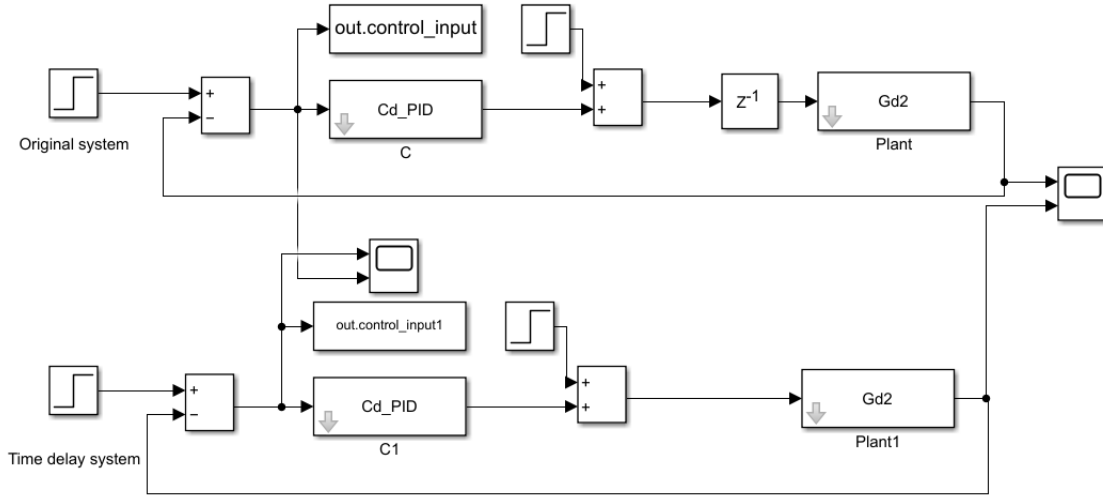 out.control_input
+
−
Cd_PID
+
+
Z-1
Gd2
Original system
C
Plant
out.control_input1
+
−
Cd_PID
+
+
Gd2
Time delay system
C1
Plant1